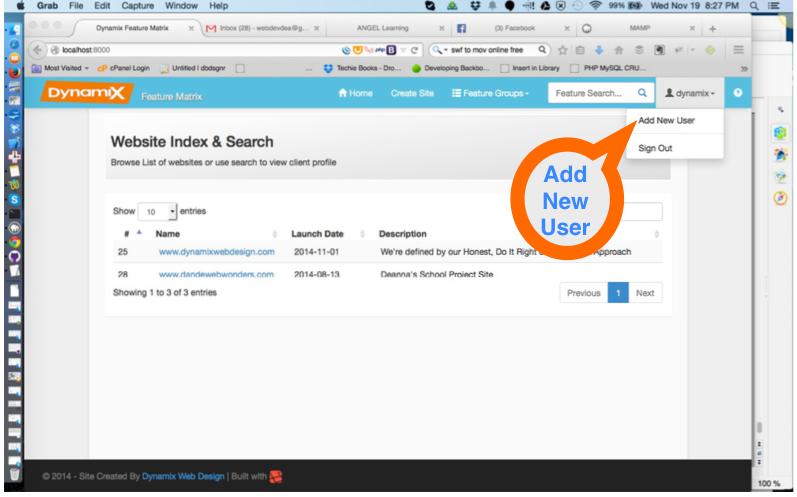 Grab File Edit Capture Window Help 99% Wed Nov 19 8:27 PM
Dynamix Feature Matrix × Inbox (28) - webdevdea@g... × ANGEL Learning × (3) Facebook × MAMP × +
localhost:8000 swf to mov online free
Most Visited cPanel Login Untitled I dbdsgnr ... Techie Books - Dro... Developing Backbo... Insert in Library PHP MySQL CRU...
DynamiX Feature Matrix Home Create Site Feature Groups Feature Search... dynamix
Add New User
Sign Out
Website Index & Search
Browse List of websites or use search to view client profile
Add
New
User
Show 10 entries
# Name Launch Date Description
25 www.dynamixwebdesign.com 2014-11-01 We're defined by our Honest, Do It Right Approach
28 www.dandewebwonders.com 2014-08-13 Deanna's School Project Site
Showing 1 to 3 of 3 entries Previous 1 Next
© 2014 - Site Created By Dynamix Web Design | Built with
100 %